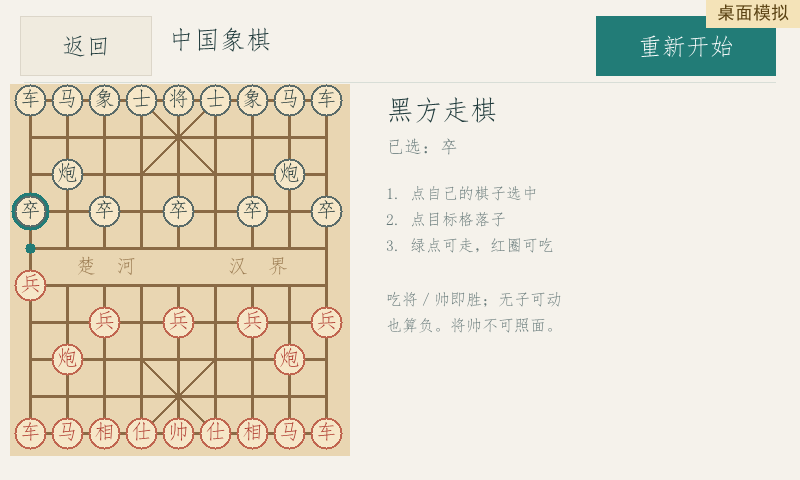 桌面模拟
返回
中国象棋
重新开始
车 马 象 士 将 士 象 马 车
炮 炮
卒 卒 卒 卒 卒
楚 河 汉 界
兵
兵 兵 兵 兵
炮 炮
车 马 相 仕 帅 仕 相 马 车
黑方走棋
已选: 卒
1. 点自己的棋子选中
2. 点目标格落子
3. 绿点可走，红圈可吃
吃将 / 帅即胜; 无子可动
也算负。将帅不可照面。